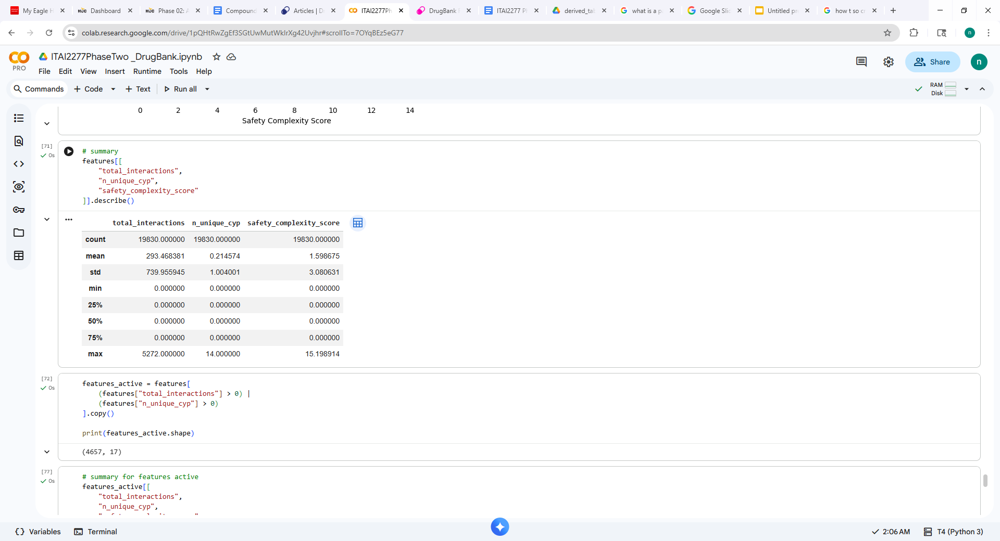 My Eagle H
HCC Dashboard
HCC Phase 02: A
Compound
Articles | D
ITAI2277Ph
DrugBank
ITAI2277 P
derived_ta
what is a p
Google Slic
Untitled pr
how t so c
colab.research.google.com/drive/1pQHtRwZgEf3SGtUwMutWkIrXg42Uvjhr#scrollTo=7OYqBEz5eG77
n
PRO
ITAI2277PhaseTwo _DrugBank.ipynb
File Edit View Insert Runtime Tools Help
Share
n
Commands + Code + Text Run all
RAM
Disk
0 2 4 6 8 10 12 14
Safety Complexity Score
[71]
0s
# summary
features[[
"total_interactions",
"n_unique_cyp",
"safety_complexity_score"
]].describe()
total_interactions n_unique_cyp safety_complexity_score
count 19830.000000 19830.000000 19830.000000
mean 293.468381 0.214574 1.598675
std 739.955945 1.004001 3.080631
min 0.000000 0.000000 0.000000
25% 0.000000 0.000000 0.000000
50% 0.000000 0.000000 0.000000
75% 0.000000 0.000000 0.000000
max 5272.000000 14.000000 15.198914
[72]
0s
features_active = features[
(features["total_interactions"] > 0) |
(features["n_unique_cyp"] > 0)
].copy()
print(features_active.shape)
(4657, 17)
[77]
0s
# summary for features active
features_active[[
"total_interactions",
"n_unique_cyp",
Variables Terminal
2:06 AM T4 (Python 3)